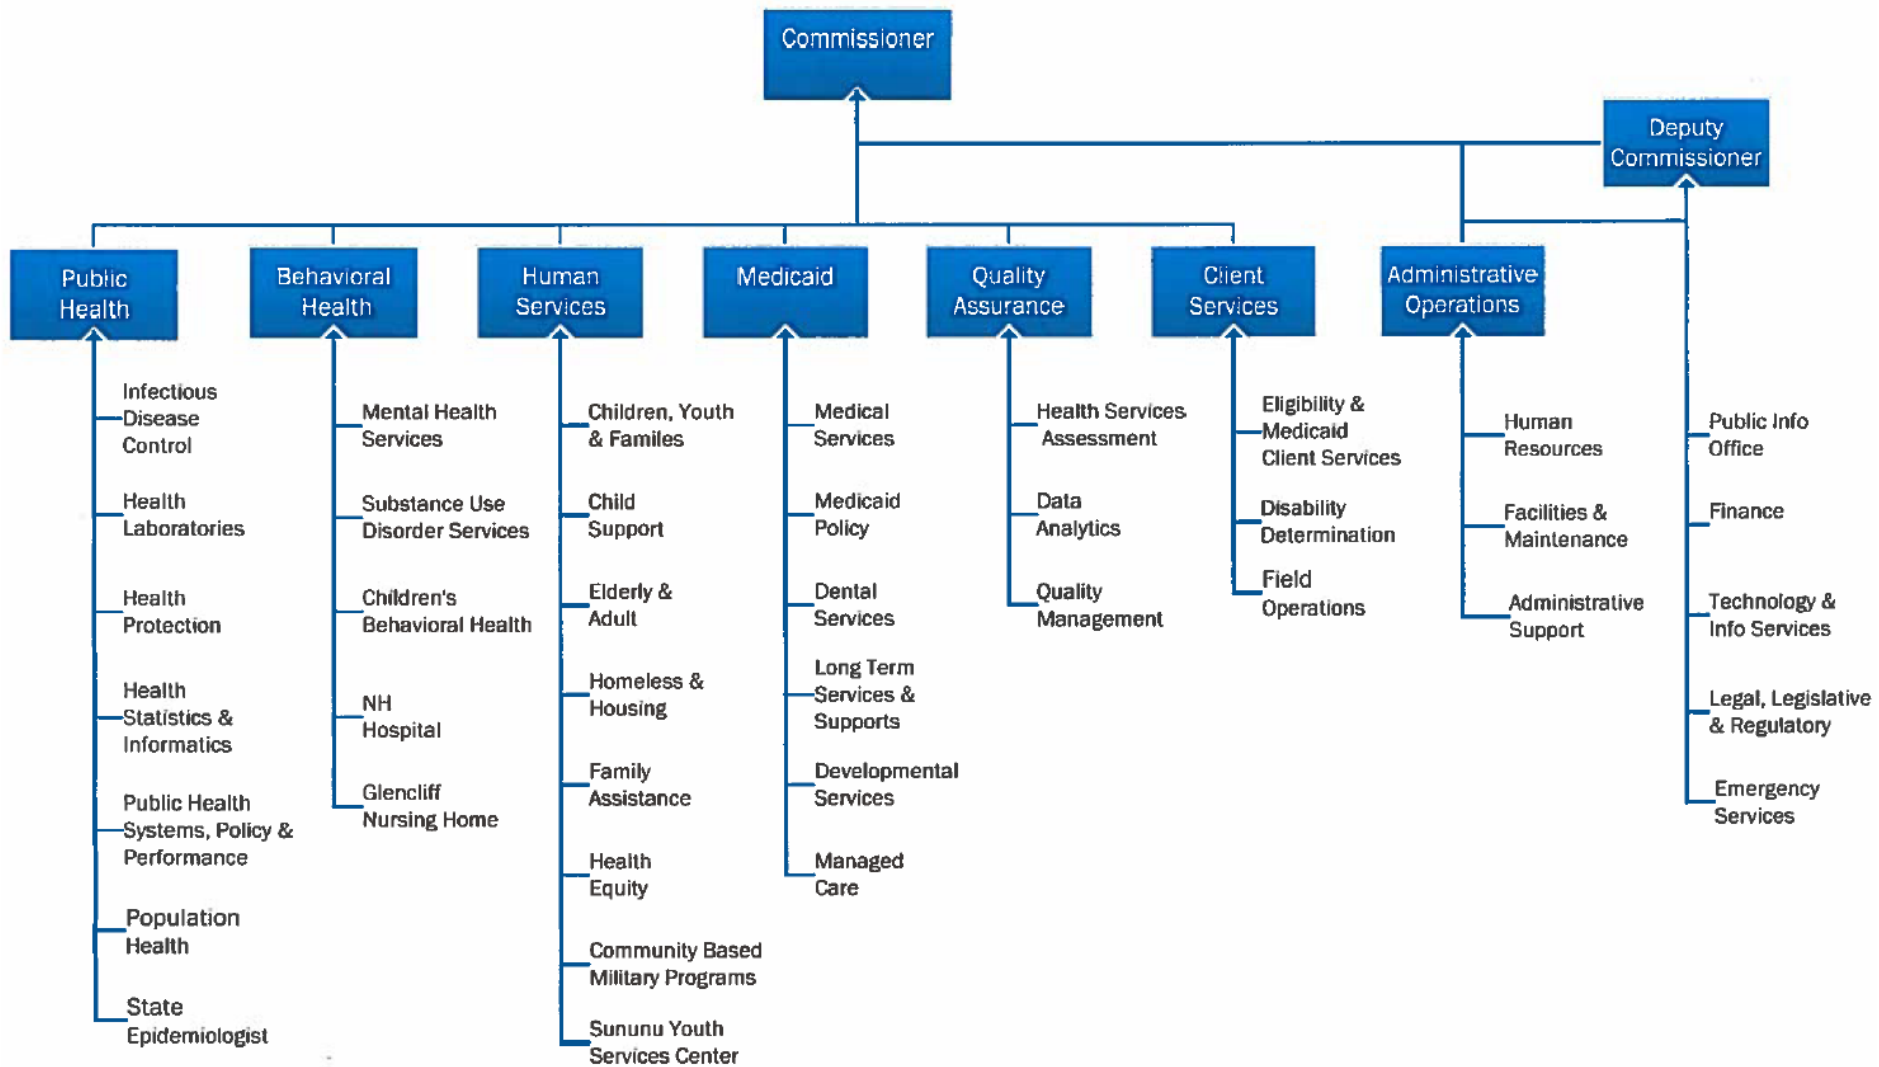 Commissioner
Deputy
Commissioner
Public
Health
Infectious
Disease
Control
Health
Laboratories
Health
Protection
Health
Statistics &
Informatics
Public Health
Systems, Policy &
Performance
Population
Health
State
Epidemiologist
Behavioral
Health
Mental Health
Services
Substance Use
Disorder Services
Children's
Behavioral Health
NH
Hospital
Glencliff
Nursing Home
Human
Services
Children, Youth
& Familes
Child
Support
Elderly &
Adult
Homeless &
Housing
Family
Assistance
Health
Equity
Community Based
Military Programs
Sununu Youth
Services Center
Medicaid
Medical
Services
Medicaid
Policy
Dental
Services
Long Term
Services &
Supports
Developmental
Services
Managed
Care
Quality
Assurance
Health Services
Assessment
Data
Analytics
Quality
Management
Client
Services
Eligibility &
Medicaid
Client Services
Disability
Determination
Field
Operations
Administrative
Operations
Human
Resources
Facilities &
Maintenance
Administrative
Support
Public Info
Office
Finance
Technology &
Info Services
Legal, Legislative
& Regulatory
Emergency
Services